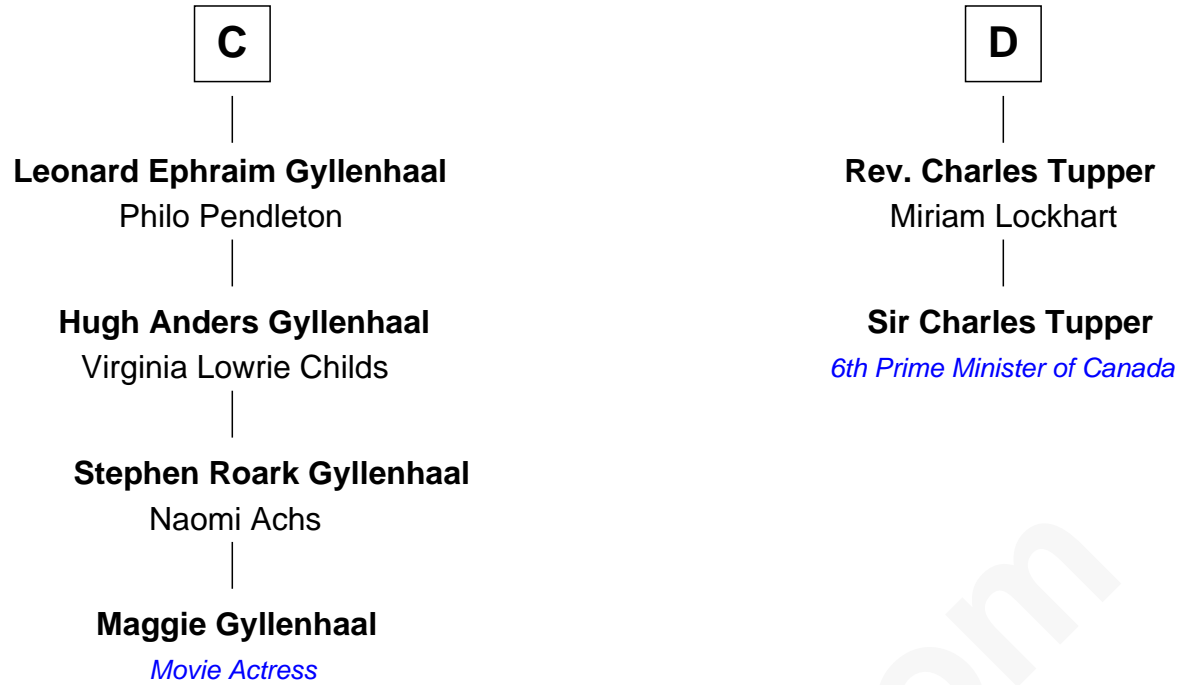 C
Leonard Ephraim Gyllenhaal
Philo Pendleton
Hugh Anders Gyllenhaal
Virginia Lowrie Childs
Stephen Roark Gyllenhaal
Naomi Achs
Maggie Gyllenhaal
Movie Actress
D
Rev. Charles Tupper
Miriam Lockhart
Sir Charles Tupper
6th Prime Minister of Canada
om